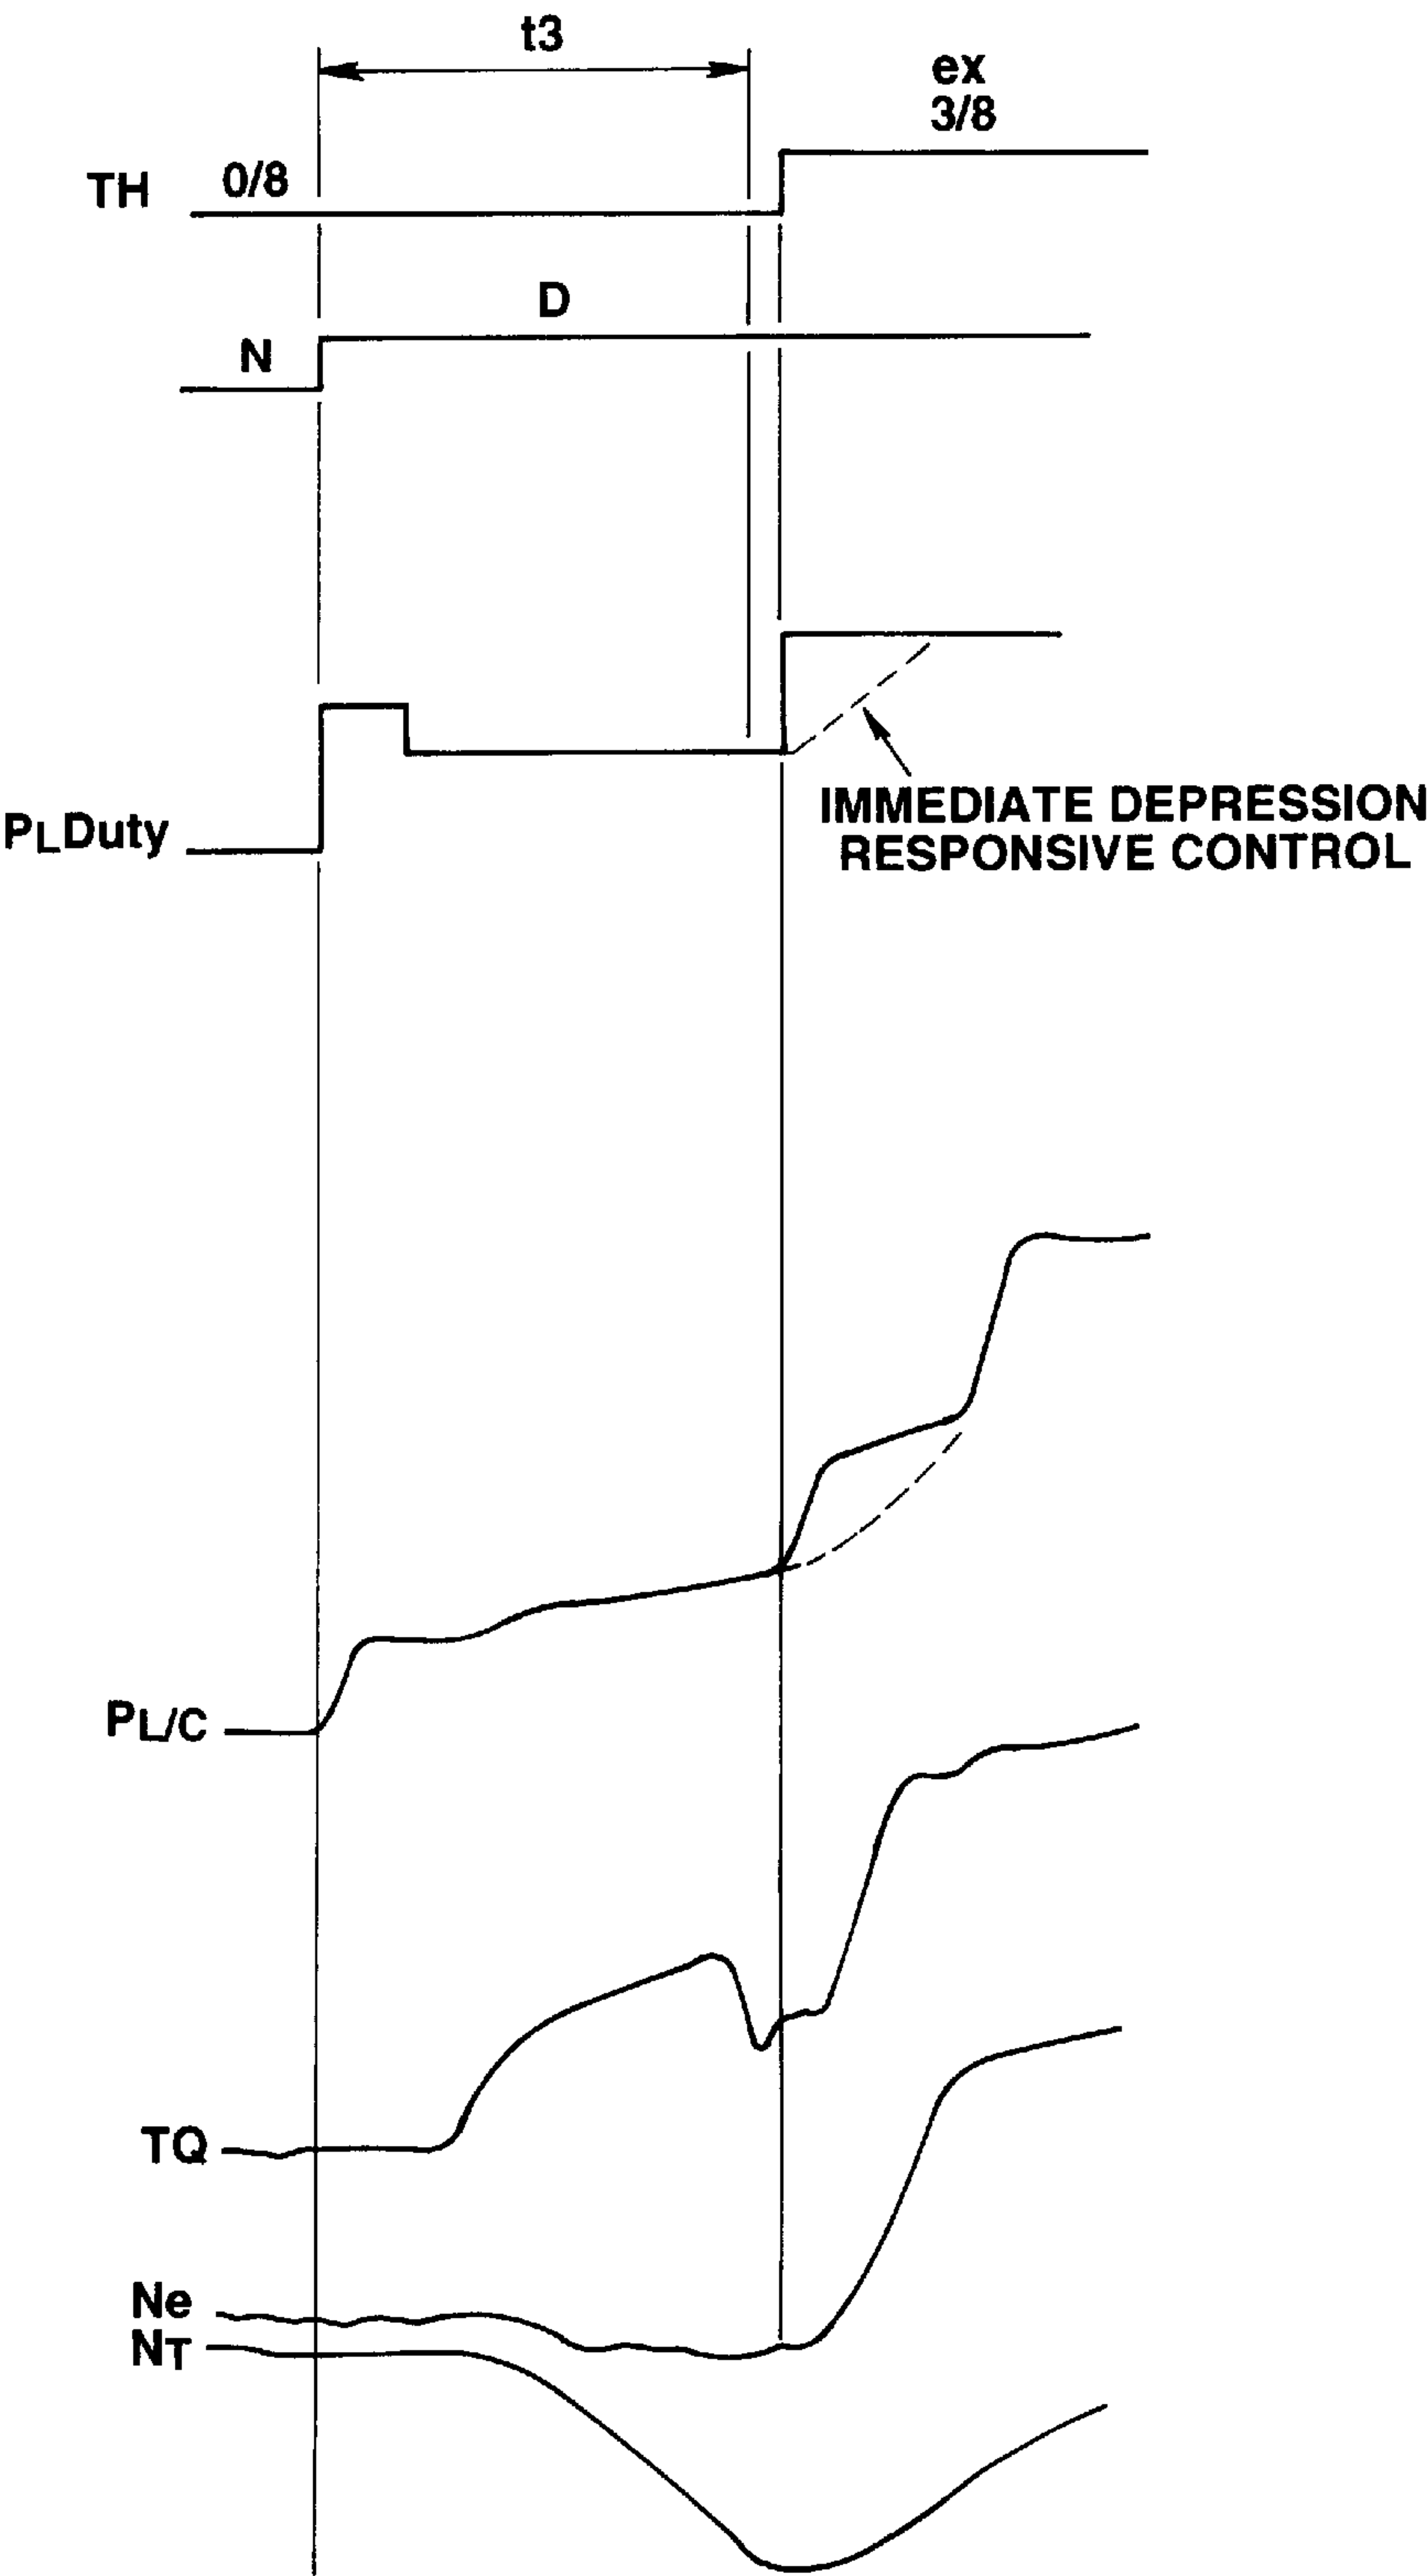 t3
ex
3/8
TH
0/8
D
N
IMMEDIATE DEPRESSION
RESPONSIVE CONTROL
PLDuty
PL/C
TQ
Ne
NT